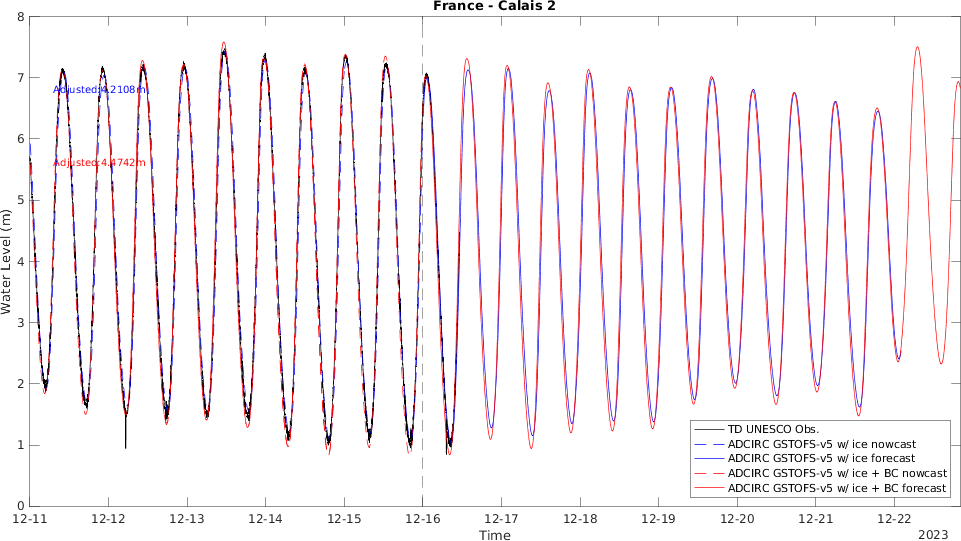 France - Calais 2
8
7
Adjusted:4.2108m
6
Adjusted:4.4742m
5
Water Level (m)
4
3
2
1
0
TD UNESCO Obs.
ADCIRC GSTOFS-v5 w/ ice nowcast
ADCIRC GSTOFS-v5 w/ ice forecast
ADCIRC GSTOFS-v5 w/ ice + BC nowcast
ADCIRC GSTOFS-v5 w/ ice + BC forecast
12-11 12-12 12-13 12-14 12-15 12-16 12-17 12-18 12-19 12-20 12-21 12-22
Time
2023